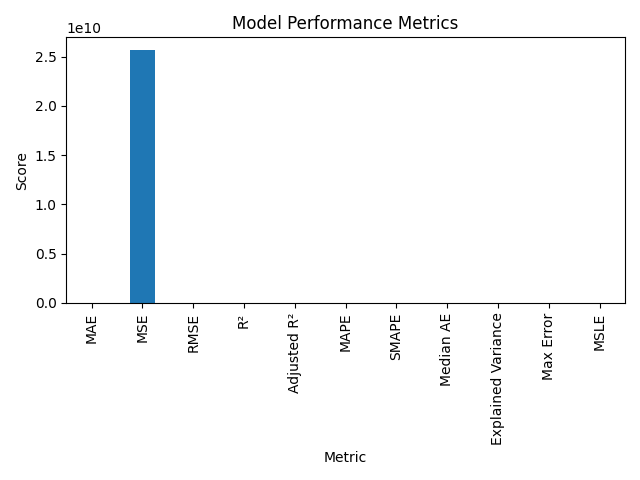 Model Performance Metrics
1e10
Score
2.5
2.0
1.5
1.0
0.5
0.0
MAE
MSE
RMSE
R²
Adjusted R²
MAPE
SMAPE
Median AE
Explained Variance
Max Error
MSLE
Metric